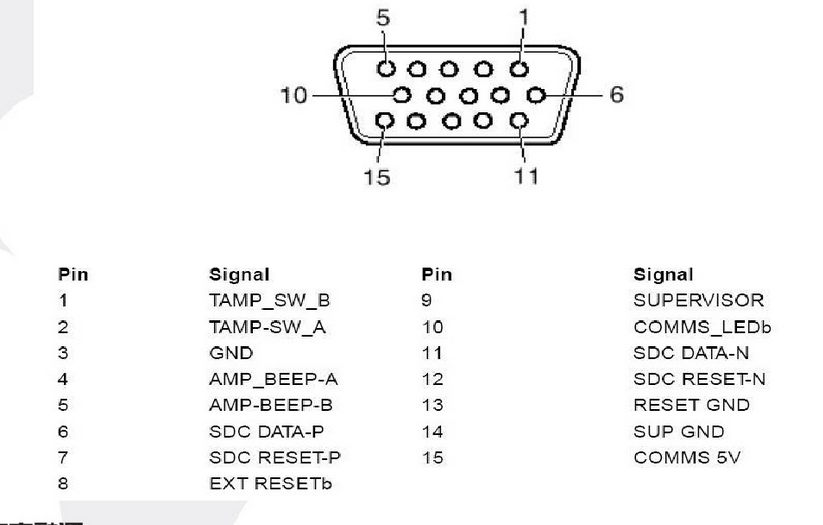 5 1
10 6
15 11
Pin Signal Pin Signal
1 TAMP_SW_B 9 SUPERVISOR
2 TAMP-SW_A 10 COMMS_LEDb
3 GND 11 SDC DATA-N
4 AMP_BEEP-A 12 SDC RESET-N
5 AMP-BEEP-B 13 RESET GND
6 SDC DATA-P 14 SUP GND
7 SDC RESET-P 15 COMMS 5V
8 EXT RESETb